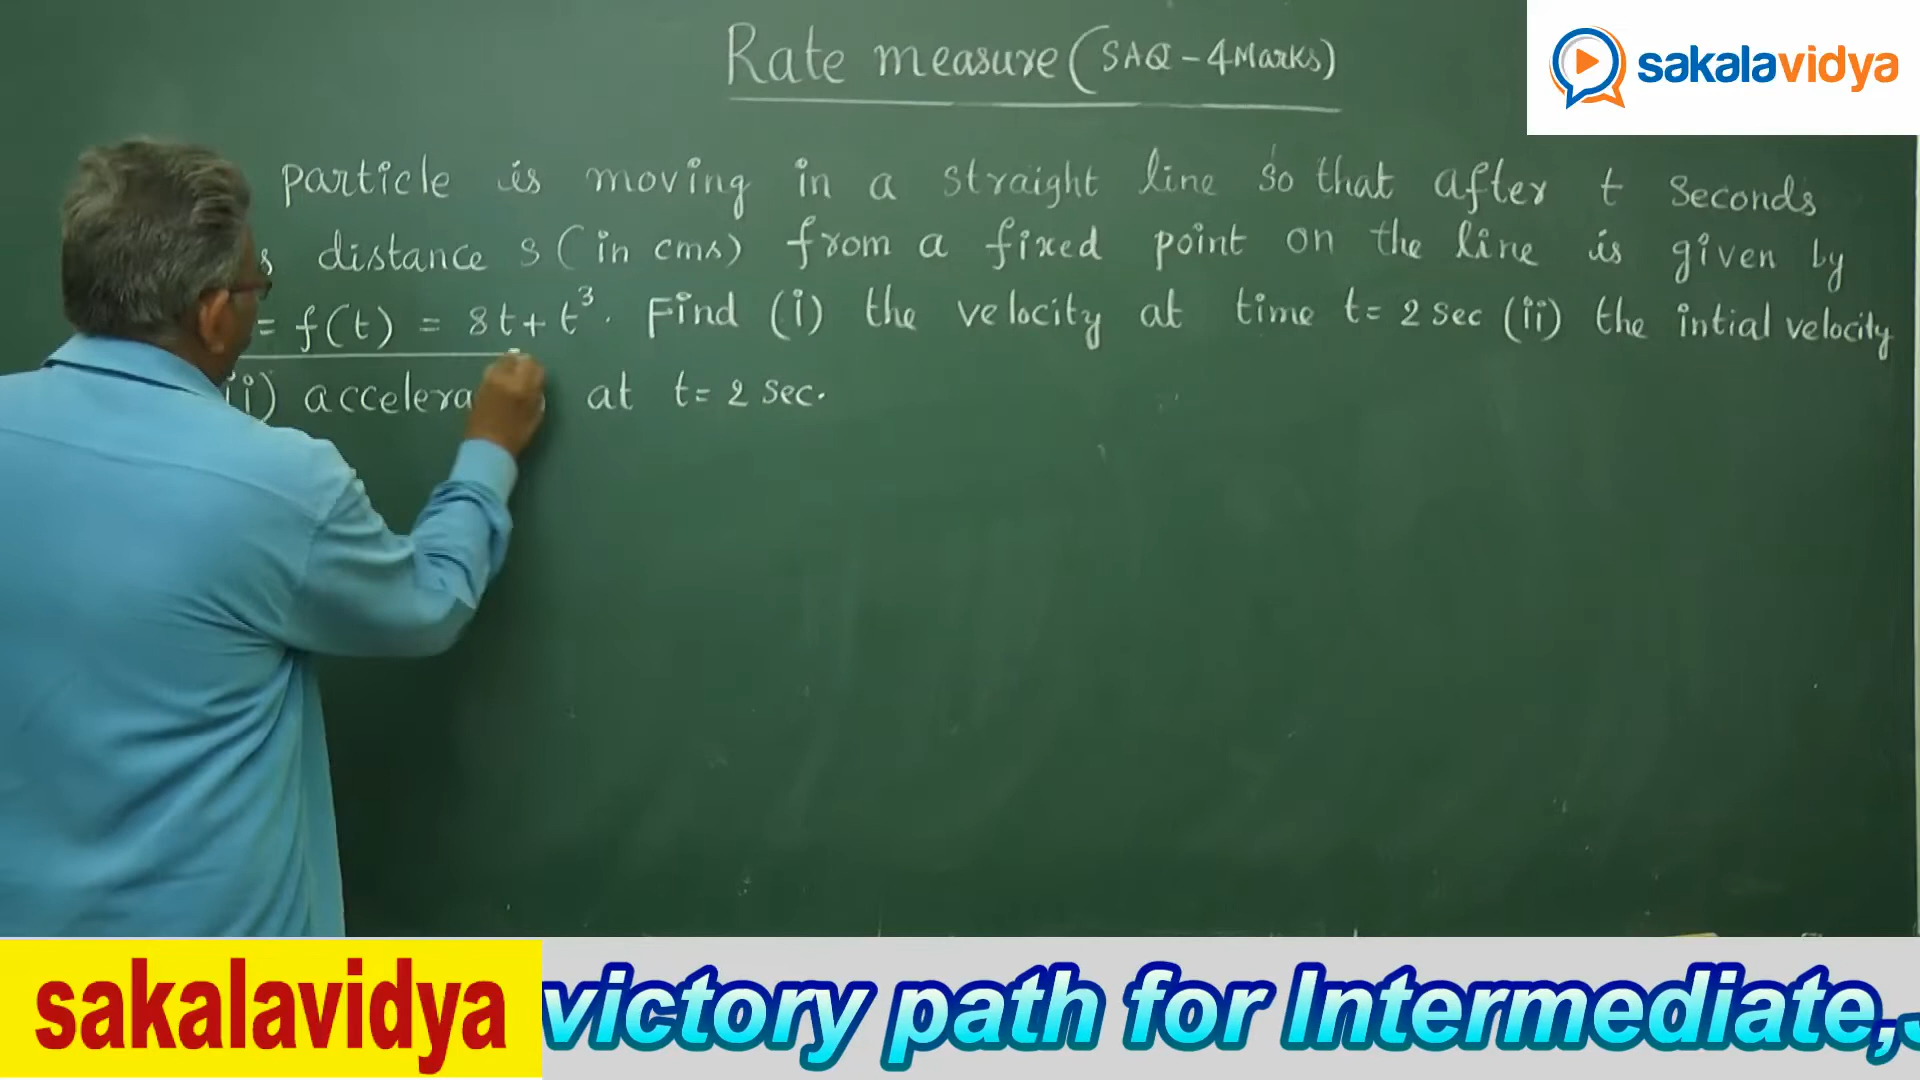 Rate measure (SAQ - 4Marks)
sakalavidya
particle is moving in a straight line so that after t seconds
s distance s (in cms) from a fixed point on the line is given by
= f(t) = 8t + t³. Find (i) the velocity at time t = 2 sec (ii) the intial velocity
ii) accelera at t = 2 sec.
sakalavidya
victory path for Intermediate,